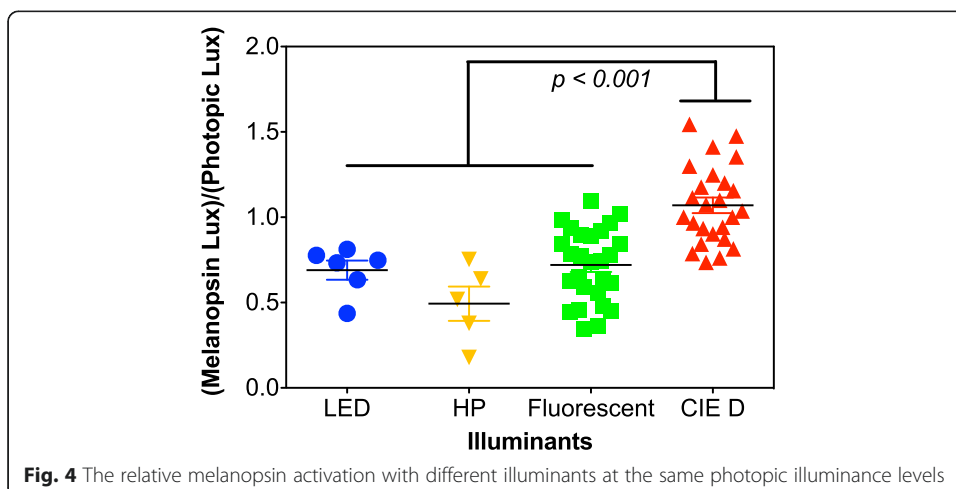 2.0
1.5
1.0
0.5
0.0
(Melanopsin Lux)/(Photopic Lux)
p < 0.001
LED HP Fluorescent CIE D
Illuminants
Fig. 4 The relative melanopsin activation with different illuminants at the same photopic illuminance levels